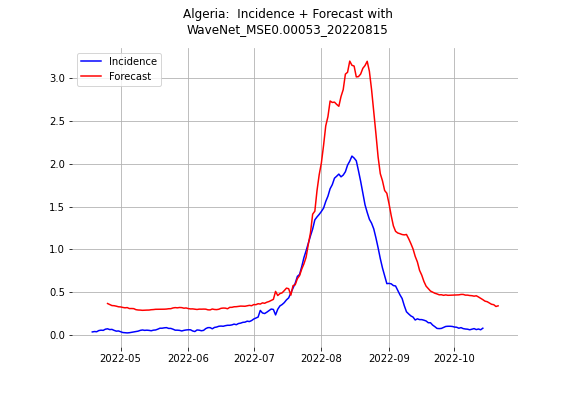 Algeria:  Incidence + Forecast with
WaveNet_MSE0.00053_20220815
Incidence
Forecast
3.0
2.5
2.0
1.5
1.0
0.5
0.0
2022-05 2022-06 2022-07 2022-08 2022-09 2022-10